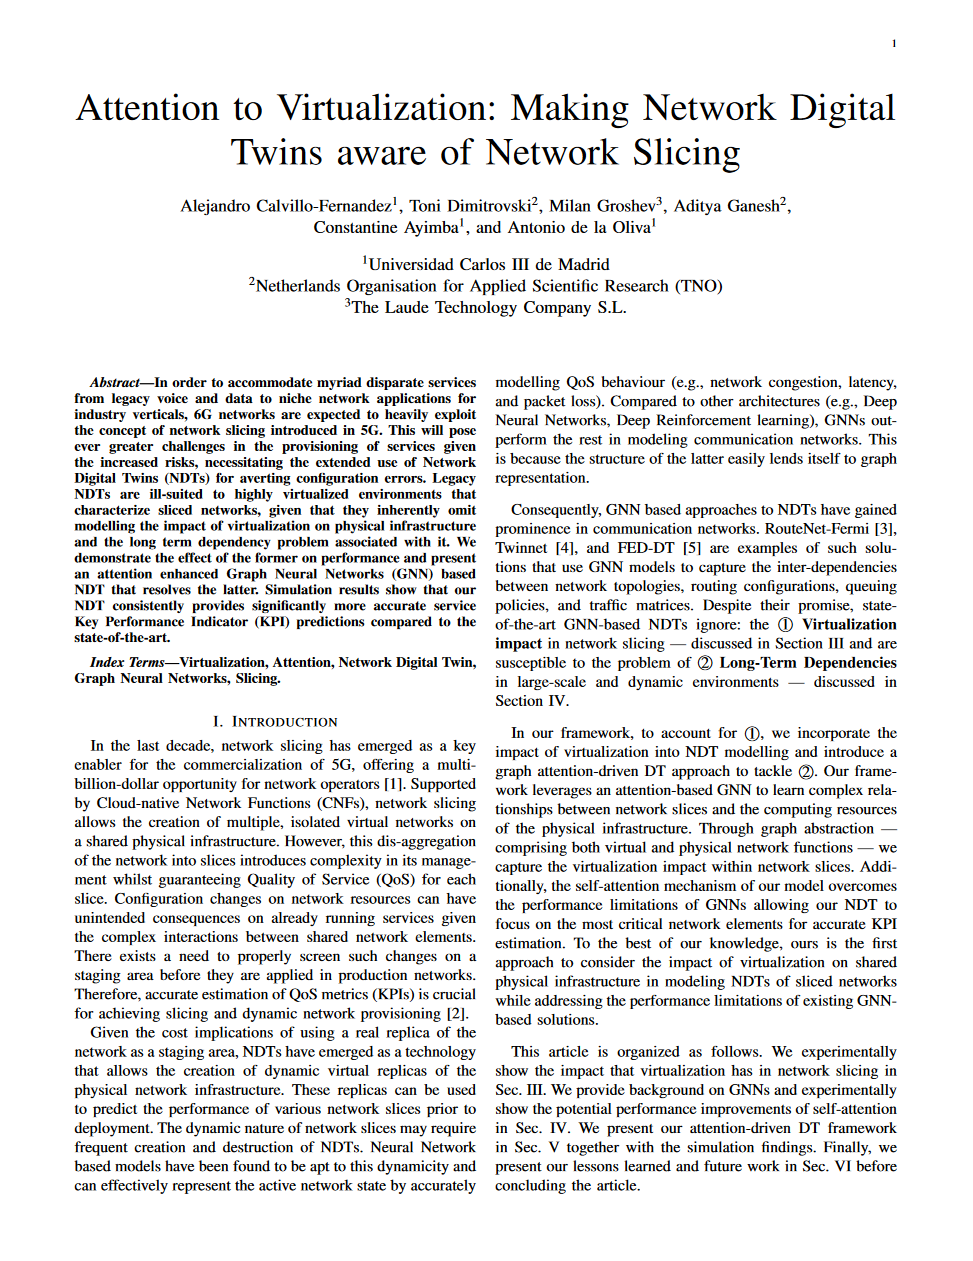 1
Attention to Virtualization: Making Network Digital
Twins aware of Network Slicing
Alejandro Calvillo-Fernandez1, Toni Dimitrovski2, Milan Groshev3, Aditya Ganesh2,
Constantine Ayimba1, and Antonio de la Oliva1
1Universidad Carlos III de Madrid
2Netherlands Organisation for Applied Scientific Research (TNO)
3The Laude Technology Company S.L.
Abstract—In order to accommodate myriad disparate services
from legacy voice and data to niche network applications for
industry verticals, 6G networks are expected to heavily exploit
the concept of network slicing introduced in 5G. This will pose
ever greater challenges in the provisioning of services given
the increased risks, necessitating the extended use of Network
Digital Twins (NDTs) for averting configuration errors. Legacy
NDTs are ill-suited to highly virtualized environments that
characterize sliced networks, given that they inherently omit
modelling the impact of virtualization on physical infrastructure
and the long term dependency problem associated with it. We
demonstrate the effect of the former on performance and present
an attention enhanced Graph Neural Networks (GNN) based
NDT that resolves the latter. Simulation results show that our
NDT consistently provides significantly more accurate service
Key Performance Indicator (KPI) predictions compared to the
state-of-the-art.
Index Terms—Virtualization, Attention, Network Digital Twin,
Graph Neural Networks, Slicing.
I. INTRODUCTION
In the last decade, network slicing has emerged as a key
enabler for the commercialization of 5G, offering a multi-
billion-dollar opportunity for network operators [1]. Supported
by Cloud-native Network Functions (CNFs), network slicing
allows the creation of multiple, isolated virtual networks on
a shared physical infrastructure. However, this dis-aggregation
of the network into slices introduces complexity in its manage-
ment whilst guaranteeing Quality of Service (QoS) for each
slice. Configuration changes on network resources can have
unintended consequences on already running services given
the complex interactions between shared network elements.
There exists a need to properly screen such changes on a
staging area before they are applied in production networks.
Therefore, accurate estimation of QoS metrics (KPIs) is crucial
for achieving slicing and dynamic network provisioning [2].
Given the cost implications of using a real replica of the
network as a staging area, NDTs have emerged as a technology
that allows the creation of dynamic virtual replicas of the
physical network infrastructure. These replicas can be used
to predict the performance of various network slices prior to
deployment. The dynamic nature of network slices may require
frequent creation and destruction of NDTs. Neural Network
based models have been found to be apt to this dynamicity and
can effectively represent the active network state by accurately
modelling QoS behaviour (e.g., network congestion, latency,
and packet loss). Compared to other architectures (e.g., Deep
Neural Networks, Deep Reinforcement learning), GNNs out-
perform the rest in modeling communication networks. This
is because the structure of the latter easily lends itself to graph
representation.
Consequently, GNN based approaches to NDTs have gained
prominence in communication networks. RouteNet-Fermi [3],
Twinnet [4], and FED-DT [5] are examples of such solu-
tions that use GNN models to capture the inter-dependencies
between network topologies, routing configurations, queuing
policies, and traffic matrices. Despite their promise, state-
of-the-art GNN-based NDTs ignore: the ① Virtualization
impact in network slicing — discussed in Section III and are
susceptible to the problem of ② Long-Term Dependencies
in large-scale and dynamic environments — discussed in
Section IV.
In our framework, to account for ①, we incorporate the
impact of virtualization into NDT modelling and introduce a
graph attention-driven DT approach to tackle ②. Our frame-
work leverages an attention-based GNN to learn complex rela-
tionships between network slices and the computing resources
of the physical infrastructure. Through graph abstraction —
comprising both virtual and physical network functions — we
capture the virtualization impact within network slices. Addi-
tionally, the self-attention mechanism of our model overcomes
the performance limitations of GNNs allowing our NDT to
focus on the most critical network elements for accurate KPI
estimation. To the best of our knowledge, ours is the first
approach to consider the impact of virtualization on shared
physical infrastructure in modeling NDTs of sliced networks
while addressing the performance limitations of existing GNN-
based solutions.
This article is organized as follows. We experimentally
show the impact that virtualization has in network slicing in
Sec. III. We provide background on GNNs and experimentally
show the potential performance improvements of self-attention
in Sec. IV. We present our attention-driven DT framework
in Sec. V together with the simulation findings. Finally, we
present our lessons learned and future work in Sec. VI before
concluding the article.